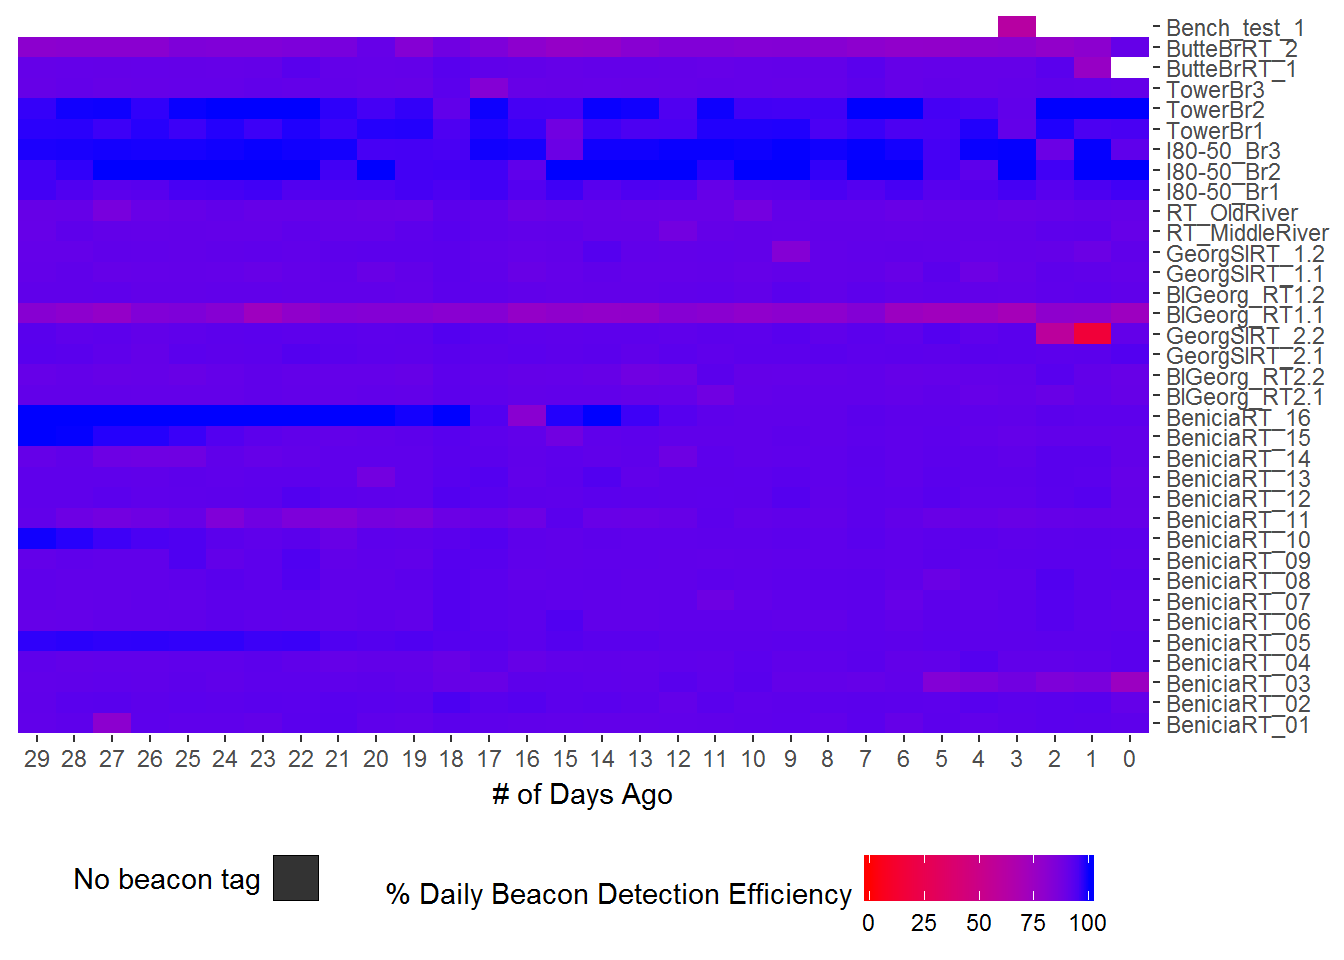 Bench_test_1
ButteBrRT_2
ButteBrRT_1
TowerBr3
TowerBr2
TowerBr1
I80-50_Br3
I80-50_Br2
I80-50_Br1
RT_OldRiver
RT_MiddleRiver
GeorgSlRT_1.2
GeorgSlRT_1.1
BlGeorg_RT1.2
BlGeorg_RT1.1
GeorgSlRT_2.2
GeorgSlRT_2.1
BlGeorg_RT2.2
BlGeorg_RT2.1
BeniciaRT_16
BeniciaRT_15
BeniciaRT_14
BeniciaRT_13
BeniciaRT_12
BeniciaRT_11
BeniciaRT_10
BeniciaRT_09
BeniciaRT_08
BeniciaRT_07
BeniciaRT_06
BeniciaRT_05
BeniciaRT_04
BeniciaRT_03
BeniciaRT_02
BeniciaRT_01
29 28 27 26 25 24 23 22 21 20 19 18 17 16 15 14 13 12 11 10 9 8 7 6 5 4 3 2 1 0
# of Days Ago
No beacon tag
% Daily Beacon Detection Efficiency
0 25 50 75 100